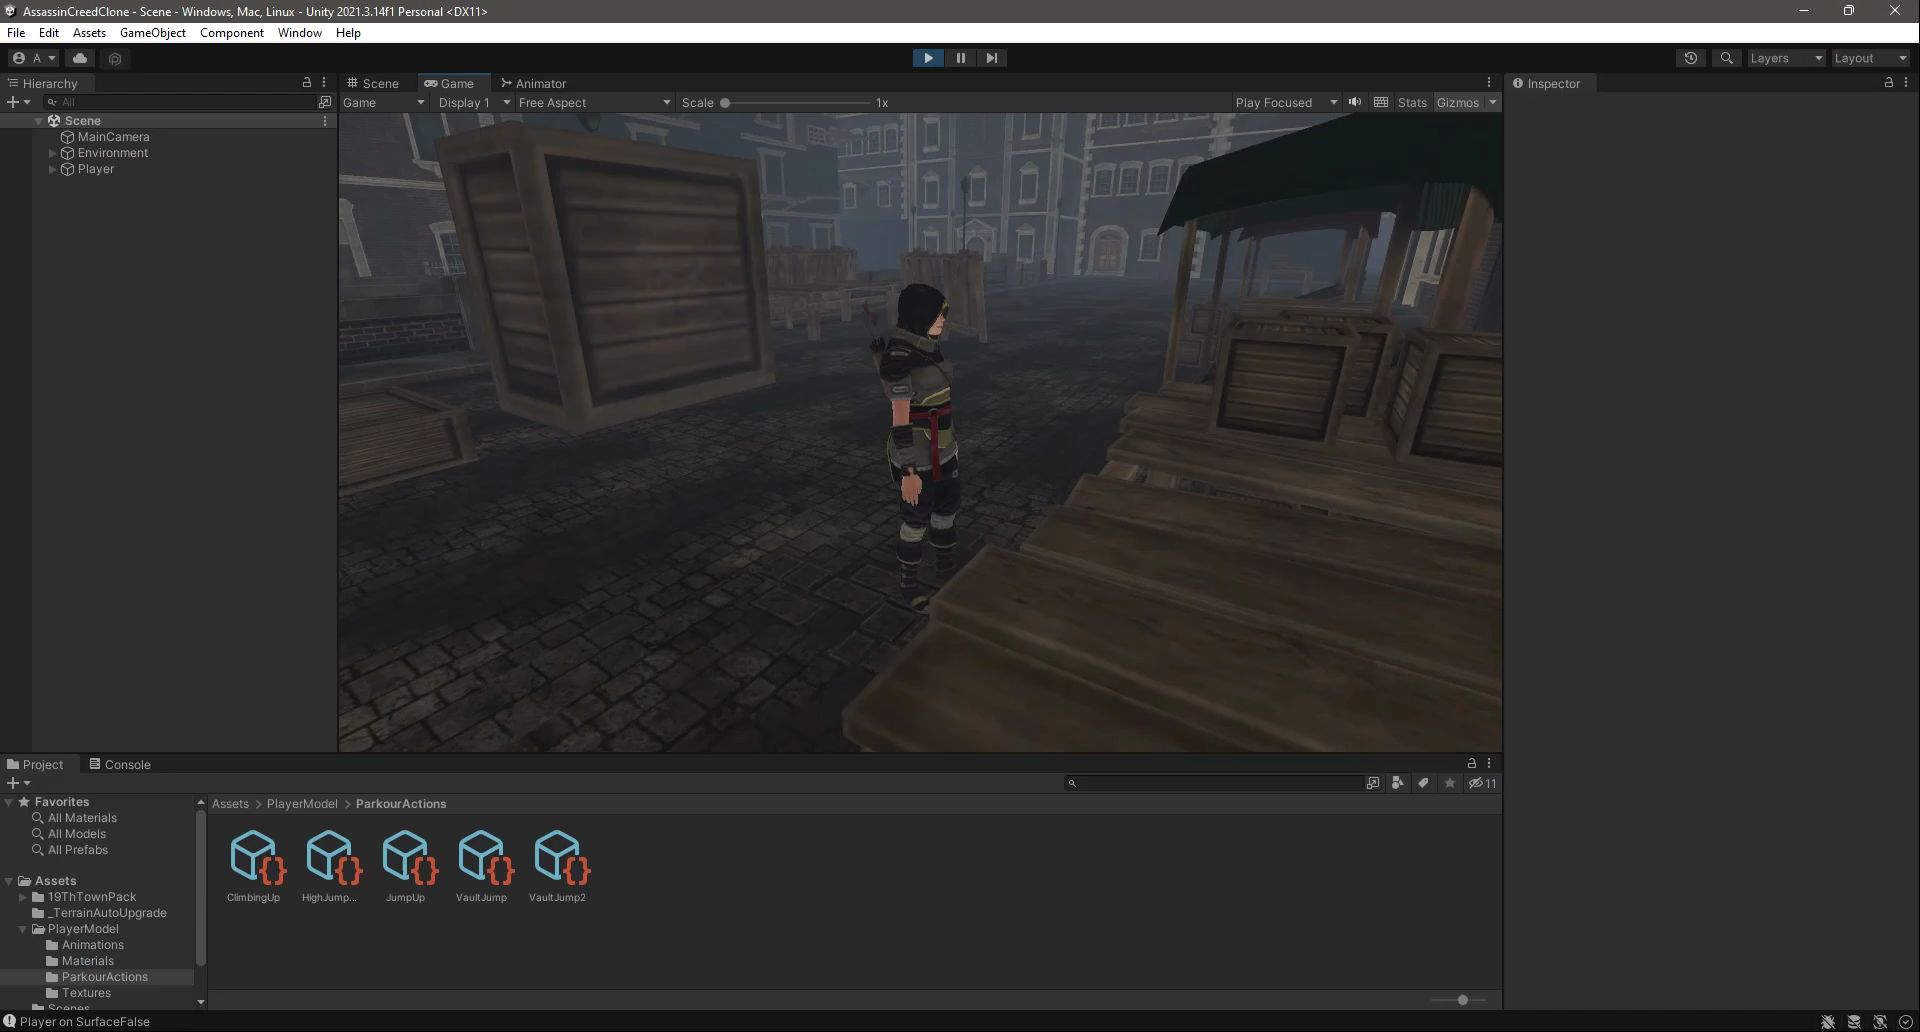 AssassinCreedClone - Scene - Windows, Mac, Linux - Unity 2021.3.14f1 Personal <DX11>
File Edit Assets GameObject Component Window Help
A
Layers Layout
Hierarchy
Scene Game Animator
Inspector
All
Game Display 1 Free Aspect Scale 1x Play Focused Stats Gizmos
Scene
MainCamera
Environment
Player
Project Console
11
Favorites
All Materials
All Models
All Prefabs
Assets > PlayerModel > ParkourActions
ClimbingUp HighJump... JumpUp VaultJump VaultJump2
Assets
19ThTownPack
_TerrainAutoUpgrade
PlayerModel
Animations
Materials
ParkourActions
Textures
Scenes
Player on SurfaceFalse